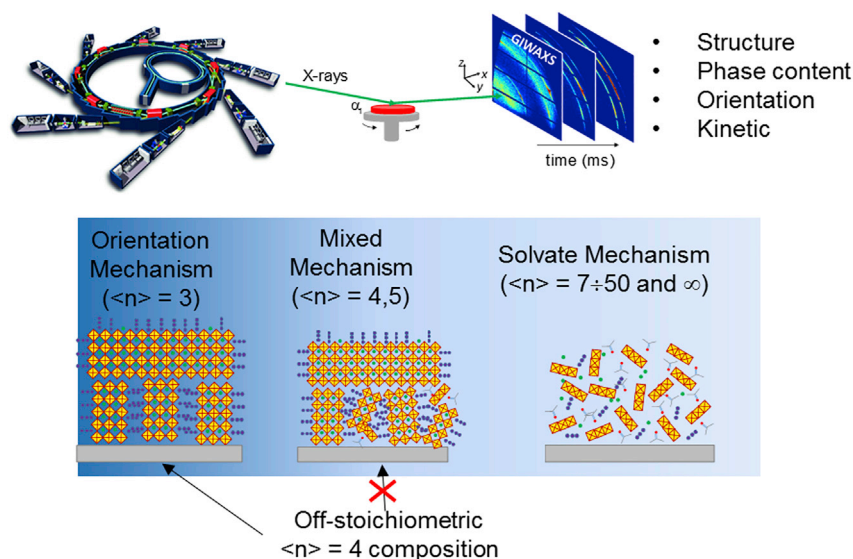 X-rays
α
z
x
y
GIWAXS
time (ms)
• Structure
• Phase content
• Orientation
• Kinetic
Orientation
Mechanism
(<n> = 3)
Mixed
Mechanism
(<n> = 4,5)
Solvate Mechanism
(<n> = 7÷50 and ∞)
Off-stoichiometric
<n> = 4 composition